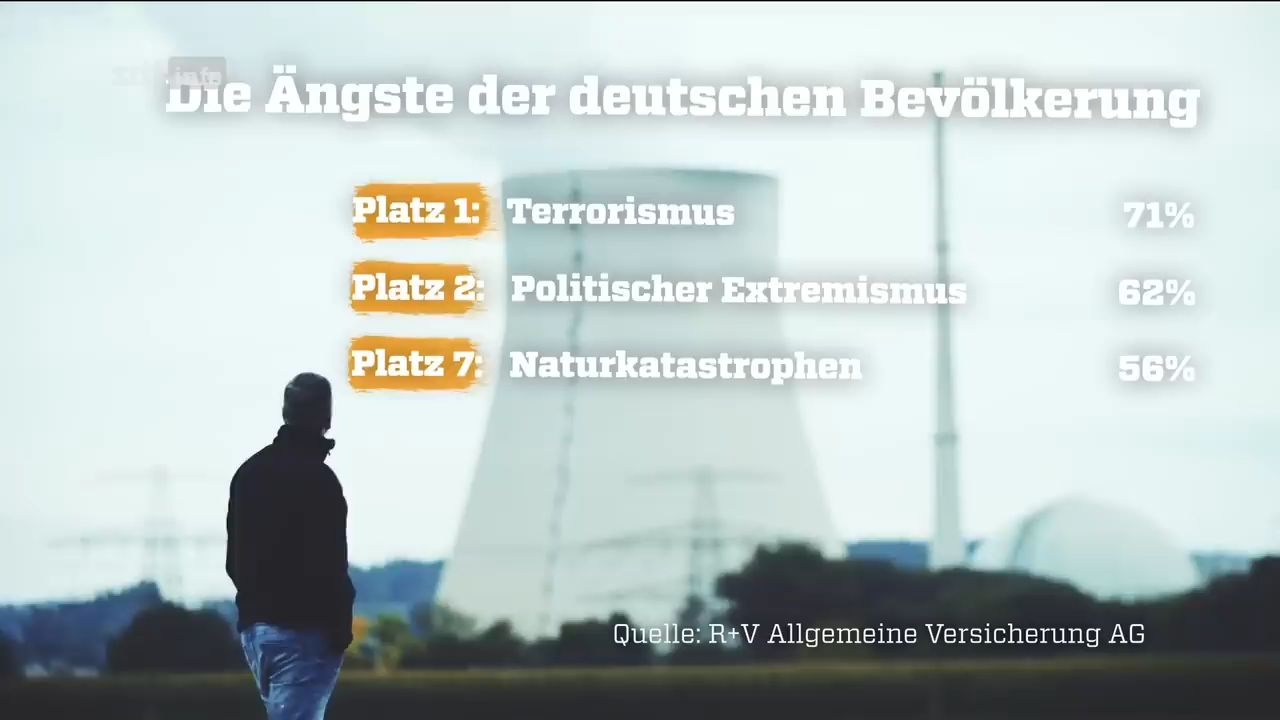 Die Ängste der deutschen Bevölkerung
Platz 1: Terrorismus 71%
Platz 2: Politischer Extremismus 62%
Platz 7: Naturkatastrophen 56%
Quelle: R+V Allgemeine Versicherung AG